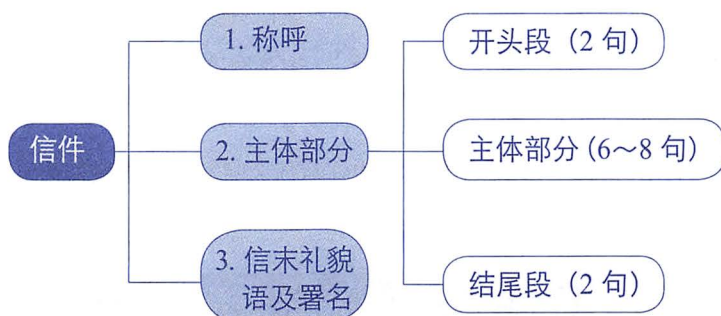 信件
1. 称呼
2. 主体部分
3. 信末礼貌
语及署名
开头段（2 句）
主体部分（6～8 句）
结尾段（2 句）